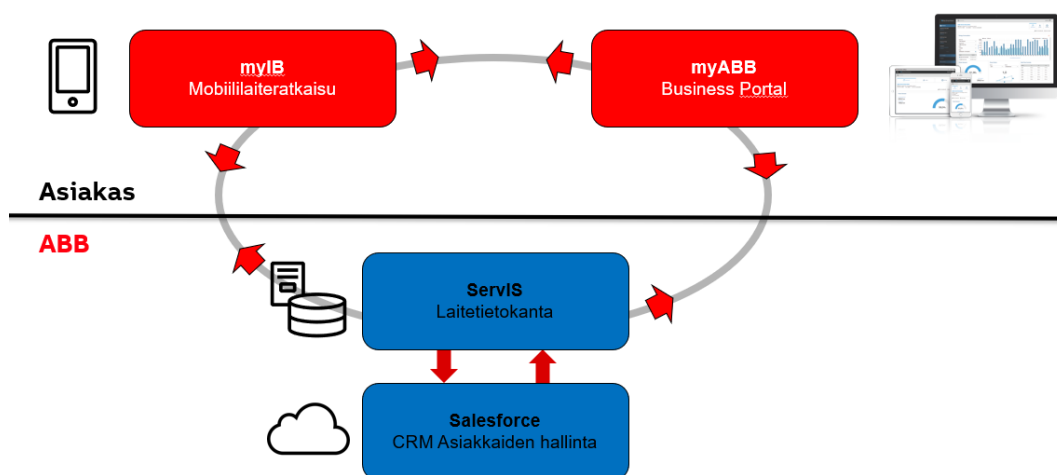 myIB
Mobiililaiteratkaisu
myABB
Business Portal
Asiakas
ABB
ServIS
Laitetietokanta
Salesforce
CRM Asiakkaiden hallinta